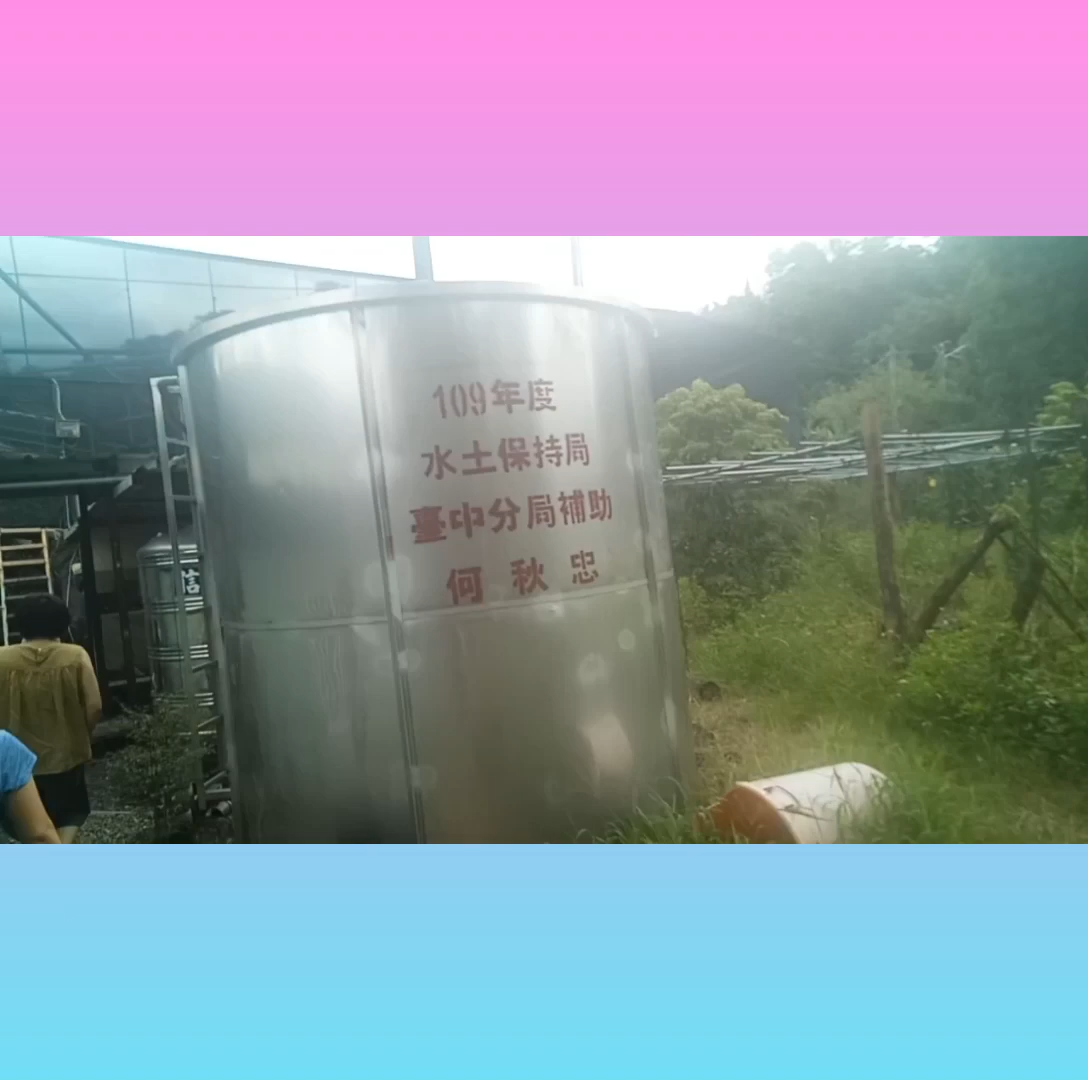 109年度
水土保持局
臺中分局補助
何秋忠
信